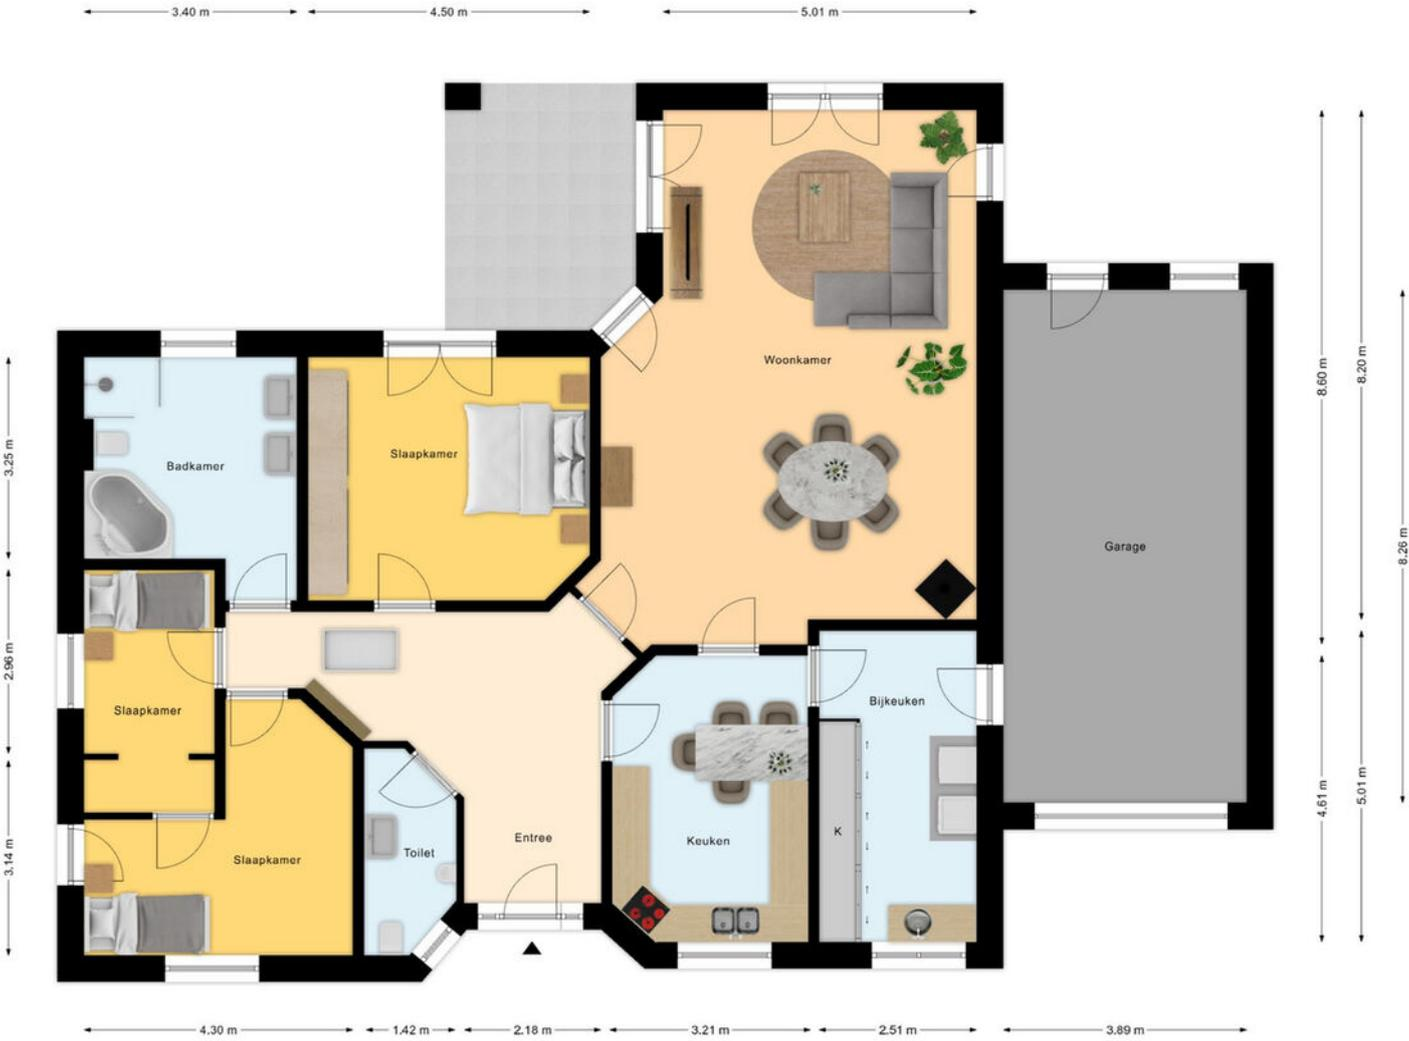 3.40 m
4.50 m
5.01 m
Woonkamer
8.60 m
8.20 m
3.25 m
Badkamer
Slaapkamer
Garage
8.26 m
2.96 m
Slaapkamer
Bijkeuken
4.61 m
5.01 m
3.14 m
Slaapkamer
Toilet
Entree
Keuken
K
4.30 m
1.42 m
2.18 m
3.21 m
2.51 m
3.89 m